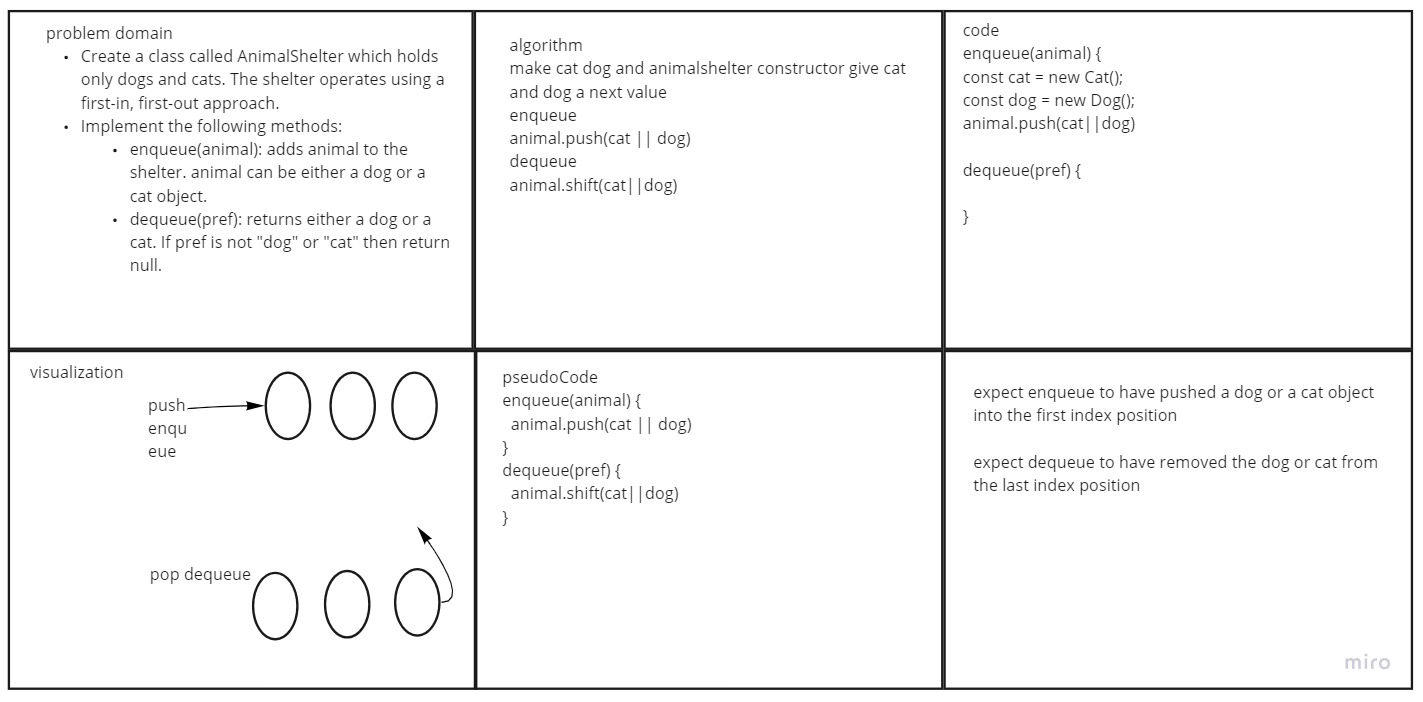 problem domain
• Create a class called AnimalShelter which holds
only dogs and cats. The shelter operates using a
first-in, first-out approach.
• Implement the following methods:
• enqueue(animal): adds animal to the
shelter. animal can be either a dog or a
cat object.
• dequeue(pref): returns either a dog or a
cat. If pref is not "dog" or "cat" then return
null.
algorithm
make cat dog and animalshelter constructor give cat
and dog a next value
enqueue
animal.push(cat || dog)
dequeue
animal.shift(cat||dog)
code
enqueue(animal) {
const cat = new Cat();
const dog = new Dog();
animal.push(cat||dog)
dequeue(pref) {
}
visualization
push
enqu
eue
pop dequeue
pseudoCode
enqueue(animal) {
animal.push(cat || dog)
}
dequeue(pref) {
animal.shift(cat||dog)
}
expect enqueue to have pushed a dog or a cat object
into the first index position
expect dequeue to have removed the dog or cat from
the last index position
miro